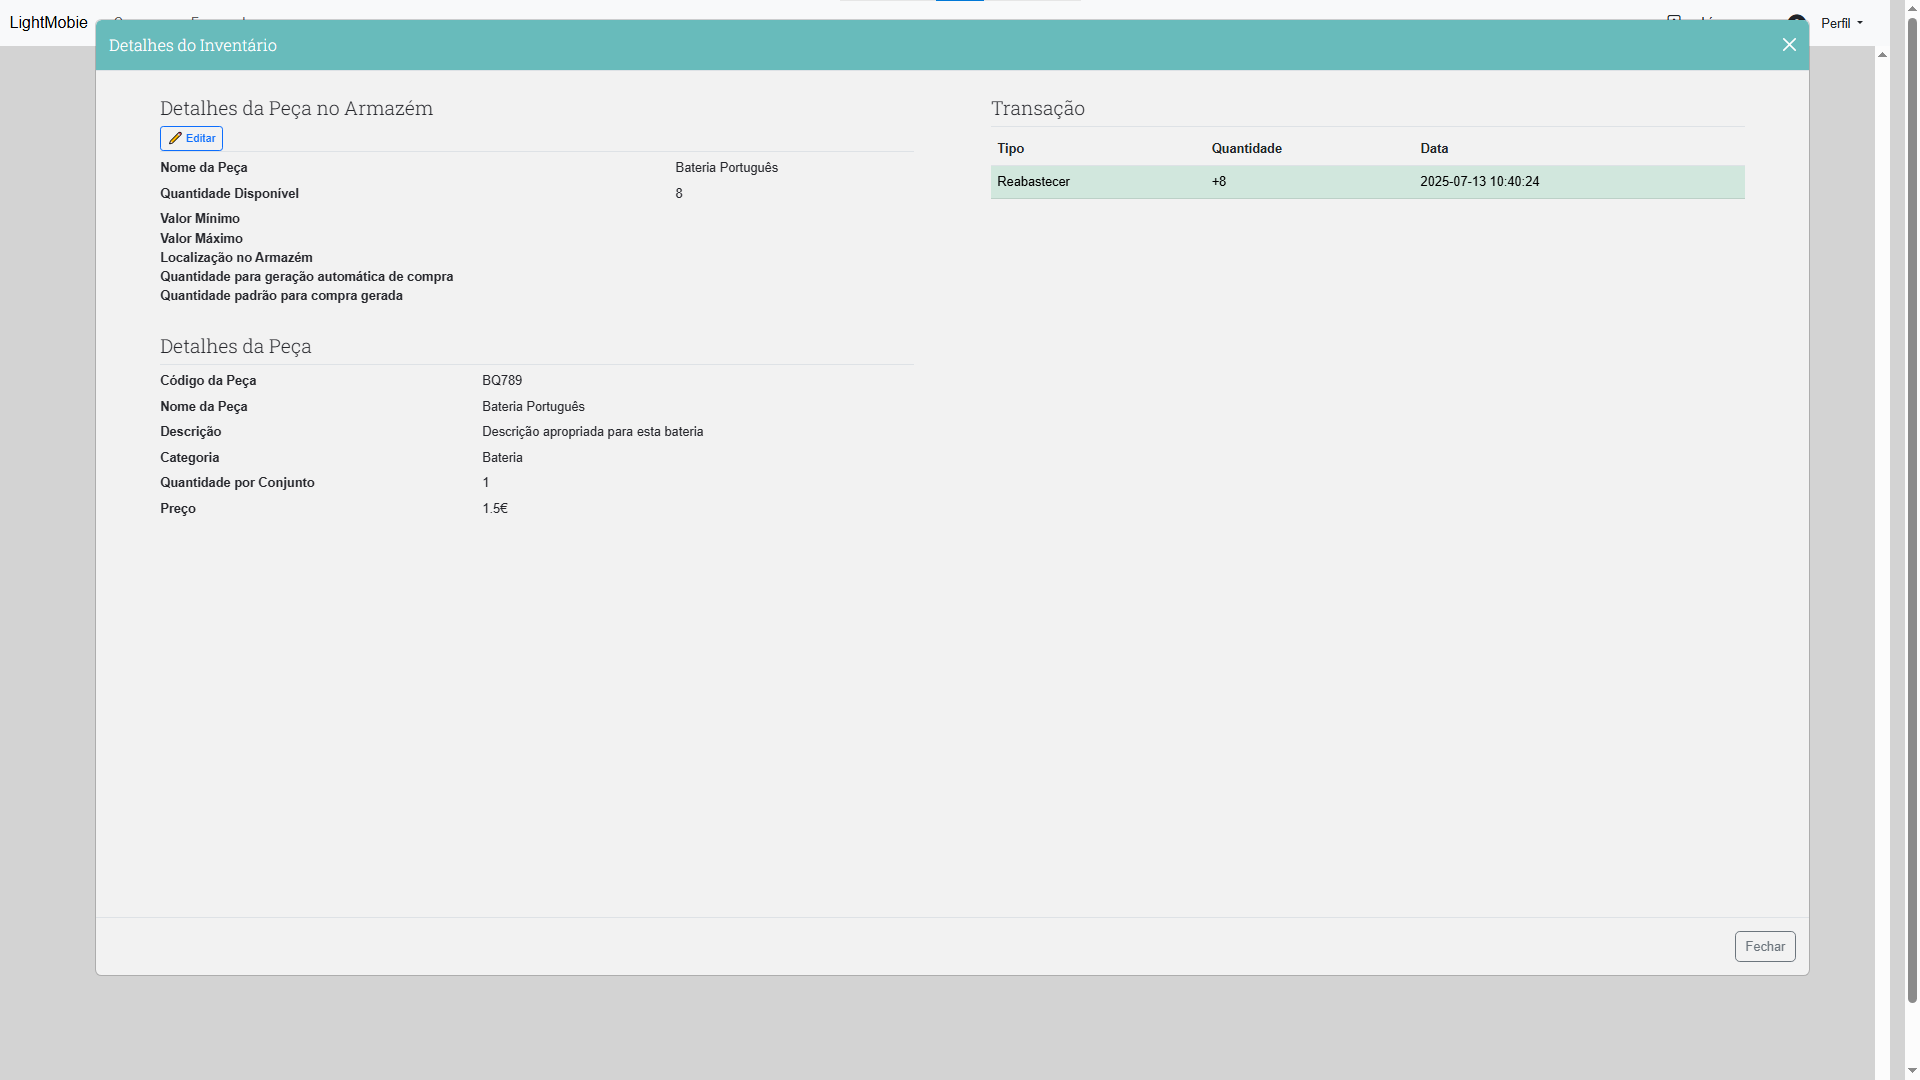 LightMobie
Perfil
Detalhes do Inventário
Detalhes da Peça no Armazém
Editar
Nome da Peça Bateria Português
Quantidade Disponível 8
Valor Mínimo
Valor Máximo
Localização no Armazém
Quantidade para geração automática de compra
Quantidade padrão para compra gerada
Detalhes da Peça
Código da Peça BQ789
Nome da Peça Bateria Português
Descrição Descrição apropriada para esta bateria
Categoria Bateria
Quantidade por Conjunto 1
Preço 1.5€
Transação
Tipo Quantidade Data
Reabastecer +8 2025-07-13 10:40:24
Fechar